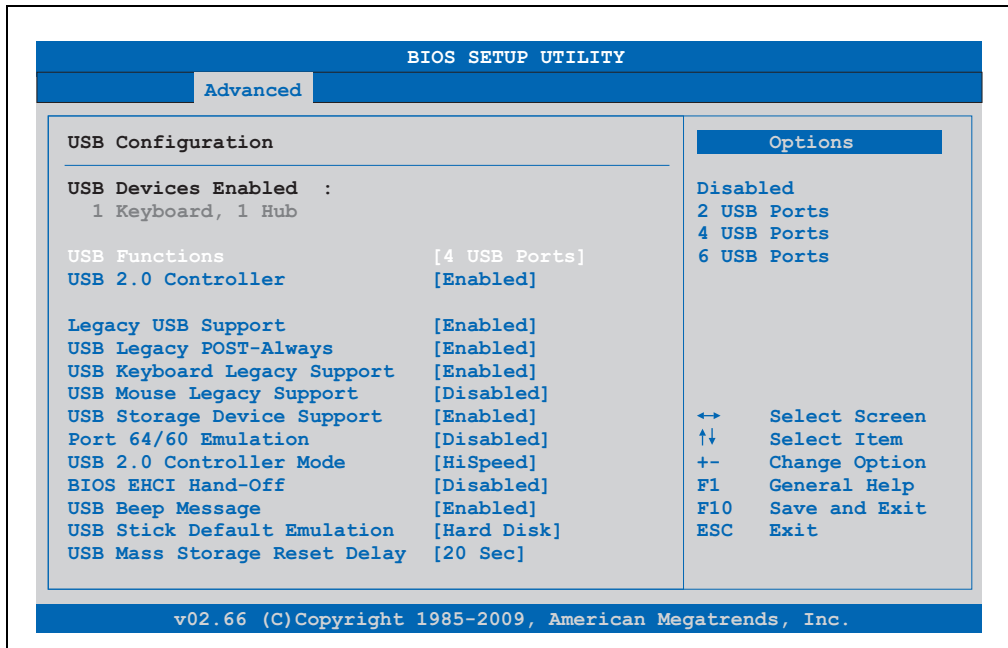 BIOS SETUP UTILITY
Advanced
USB Configuration
USB Devices Enabled :
1 Keyboard, 1 Hub
USB Functions [4 USB Ports]
USB 2.0 Controller [Enabled]
Legacy USB Support [Enabled]
USB Legacy POST-Always [Enabled]
USB Keyboard Legacy Support [Enabled]
USB Mouse Legacy Support [Disabled]
USB Storage Device Support [Enabled]
Port 64/60 Emulation [Disabled]
USB 2.0 Controller Mode [HiSpeed]
BIOS EHCI Hand-Off [Disabled]
USB Beep Message [Enabled]
USB Stick Default Emulation [Hard Disk]
USB Mass Storage Reset Delay [20 Sec]
Options
Disabled
2 USB Ports
4 USB Ports
6 USB Ports
↔ Select Screen
↑↓ Select Item
+- Change Option
F1 General Help
F10 Save and Exit
ESC Exit
v02.66 (C)Copyright 1985-2009, American Megatrends, Inc.